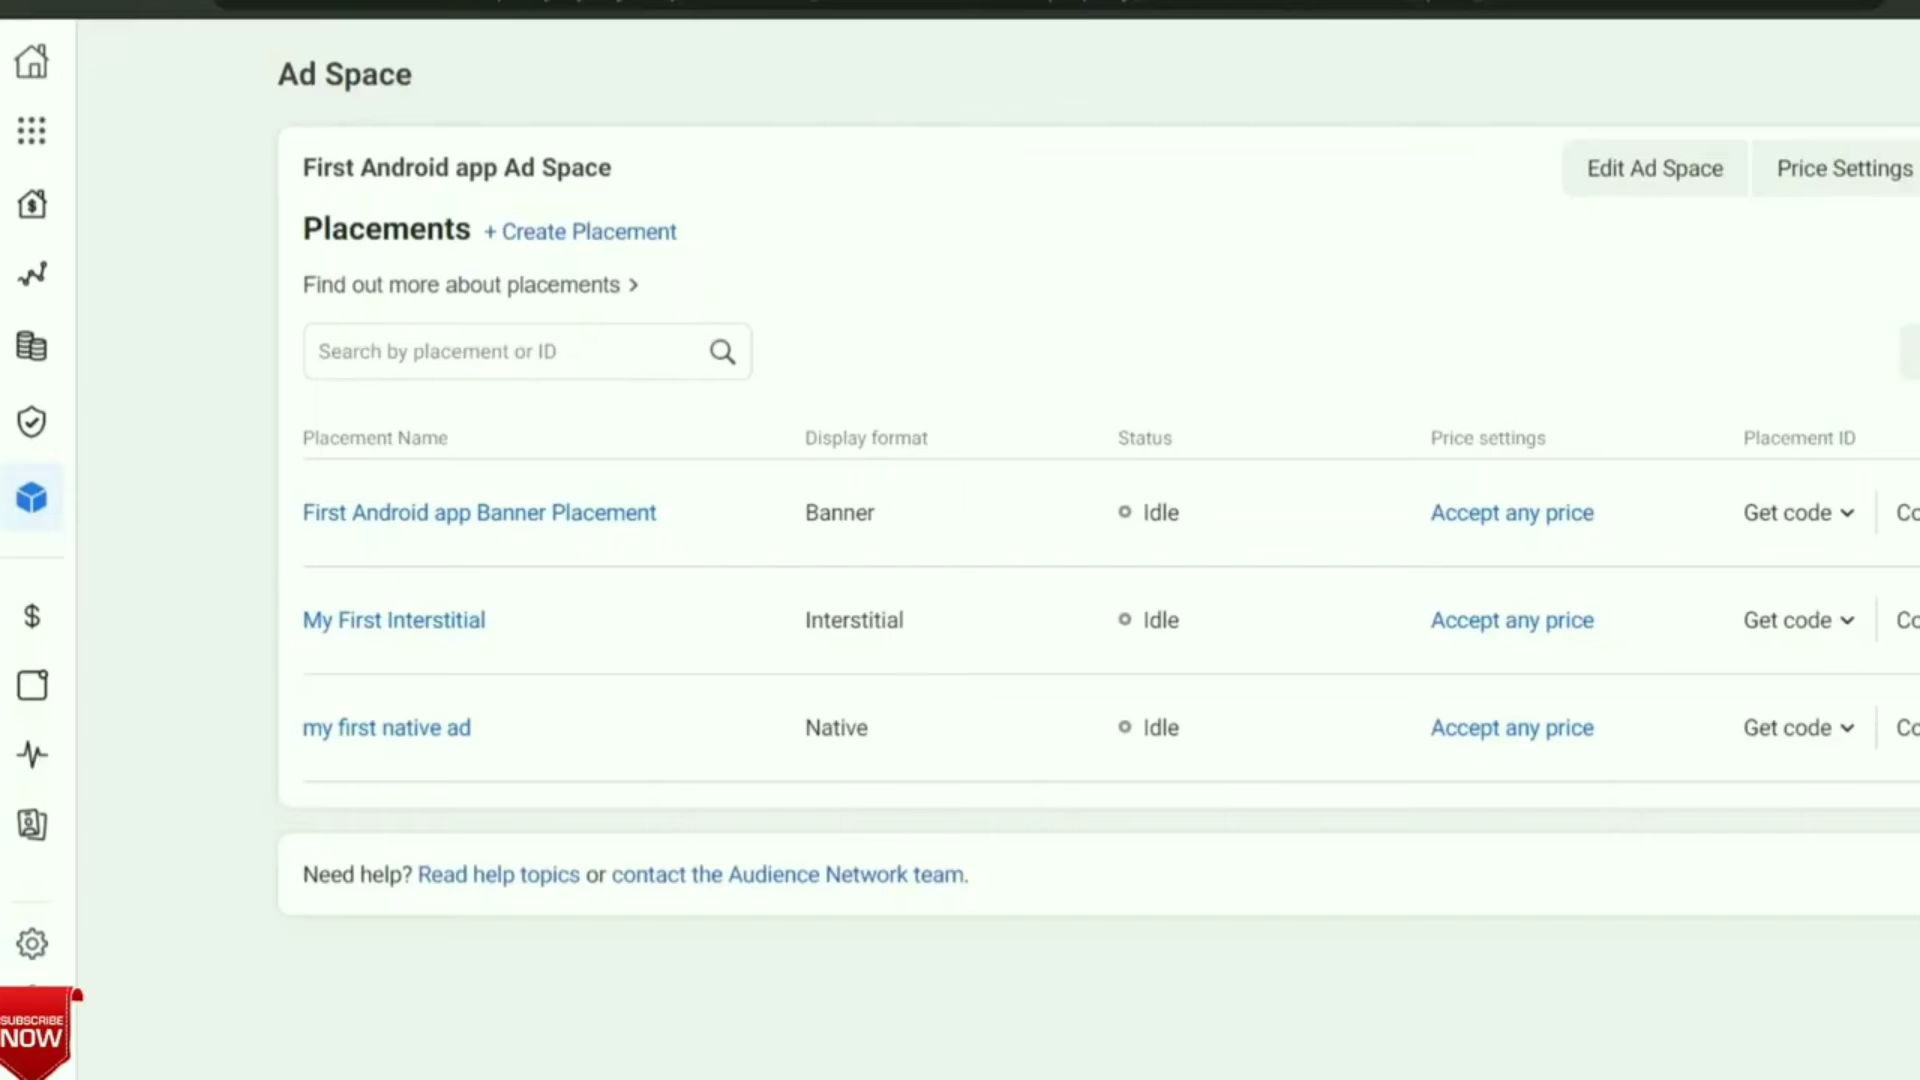 Ad Space
First Android app Ad Space
Edit Ad Space
Price Settings
Placements + Create Placement
Find out more about placements >
Search by placement or ID
Placement Name Display format Status Price settings Placement ID
First Android app Banner Placement Banner Idle Accept any price Get code
My First Interstitial Interstitial Idle Accept any price Get code
my first native ad Native Idle Accept any price Get code
Need help? Read help topics or contact the Audience Network team.
SUBSCRIBE
NOW